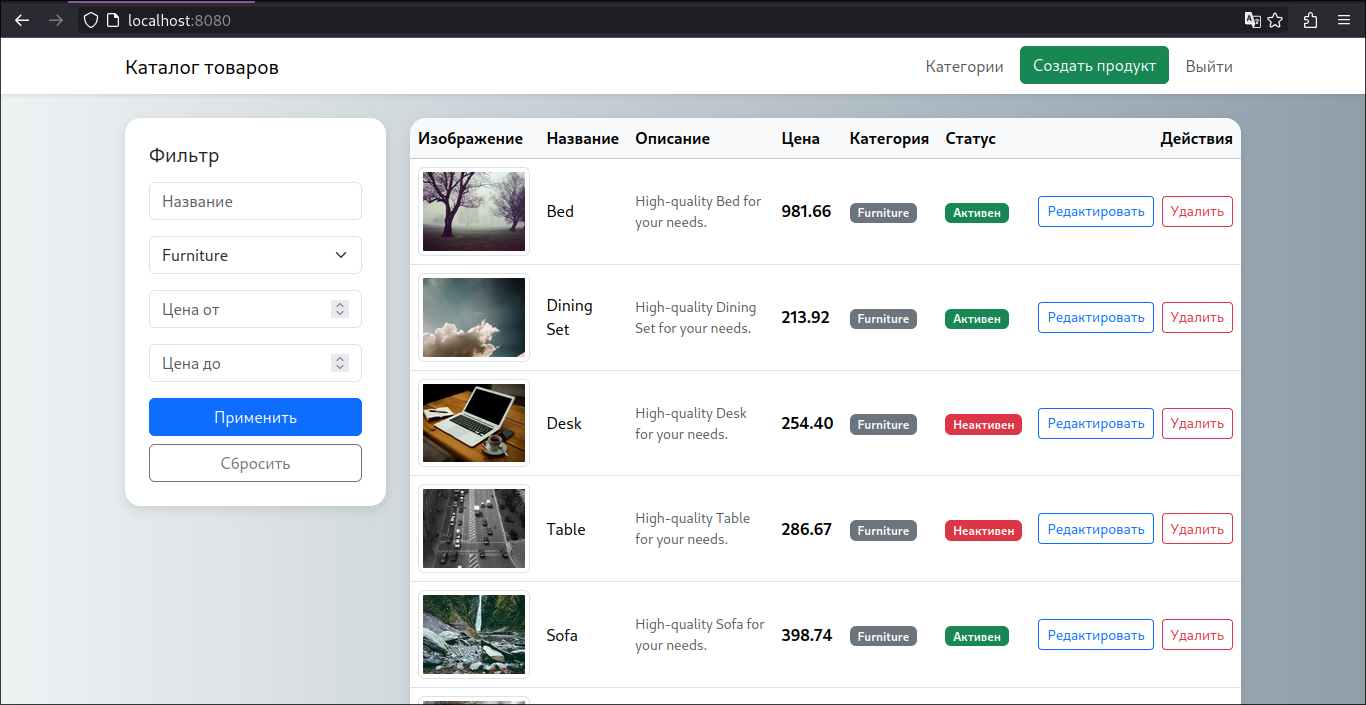 localhost:8080
Каталог товаров
Категории
Создать продукт
Выйти
Фильтр
Название
Furniture
Цена от
Цена до
Применить
Сбросить
Изображение Название Описание Цена Категория Статус Действия
Bed
High-quality Bed for
your needs.
981.66
Furniture
Активен
Редактировать
Удалить
Dining
Set
High-quality Dining
Set for your needs.
213.92
Furniture
Активен
Редактировать
Удалить
Desk
High-quality Desk
for your needs.
254.40
Furniture
Неактивен
Редактировать
Удалить
Table
High-quality Table
for your needs.
286.67
Furniture
Неактивен
Редактировать
Удалить
Sofa
High-quality Sofa for
your needs.
398.74
Furniture
Активен
Редактировать
Удалить